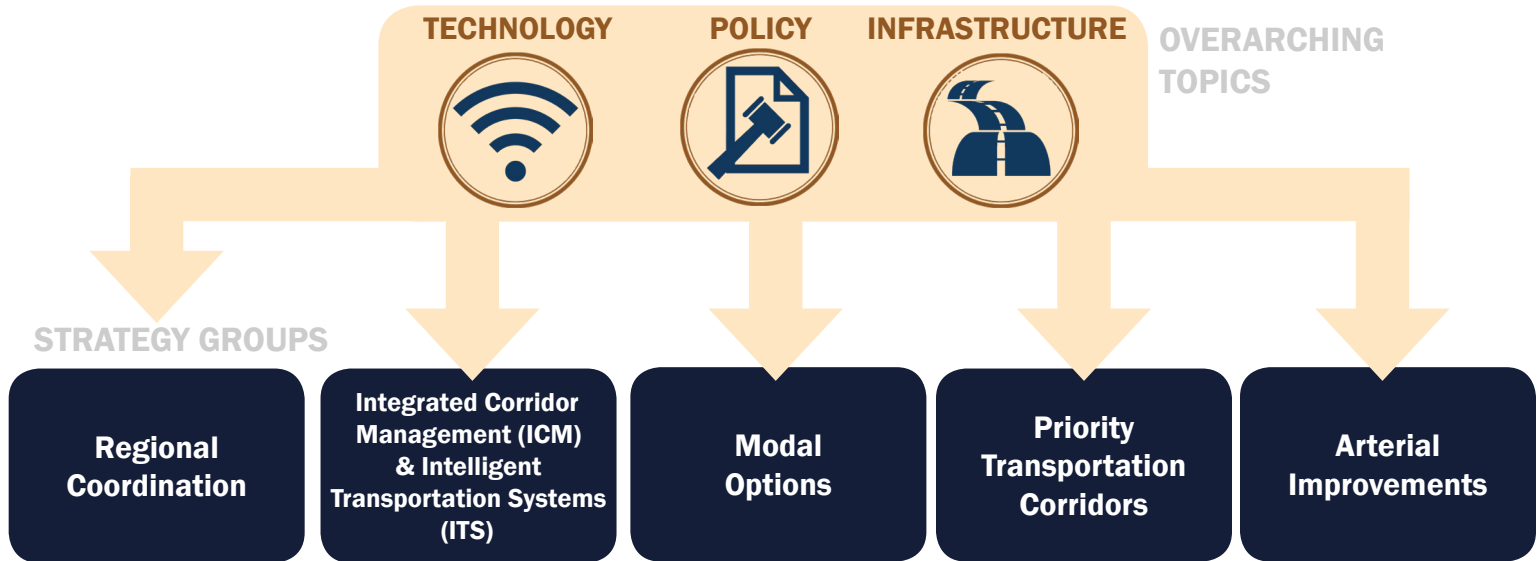 TECHNOLOGY
POLICY
INFRASTRUCTURE
OVERARCHING
TOPICS
STRATEGY GROUPS
Regional
Coordination
Integrated Corridor
Management (ICM)
& Intelligent
Transportation Systems
(ITS)
Modal
Options
Priority
Transportation
Corridors
Arterial
Improvements